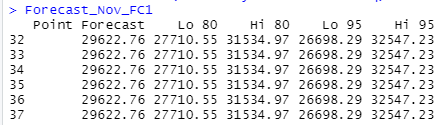 > Forecast_Nov_FC1
Point Forecast Lo 80 Hi 80 Lo 95 Hi 95
32 29622.76 27710.55 31534.97 26698.29 32547.23
33 29622.76 27710.55 31534.97 26698.29 32547.23
34 29622.76 27710.55 31534.97 26698.29 32547.23
35 29622.76 27710.55 31534.97 26698.29 32547.23
36 29622.76 27710.55 31534.97 26698.29 32547.23
37 29622.76 27710.55 31534.97 26698.29 32547.23